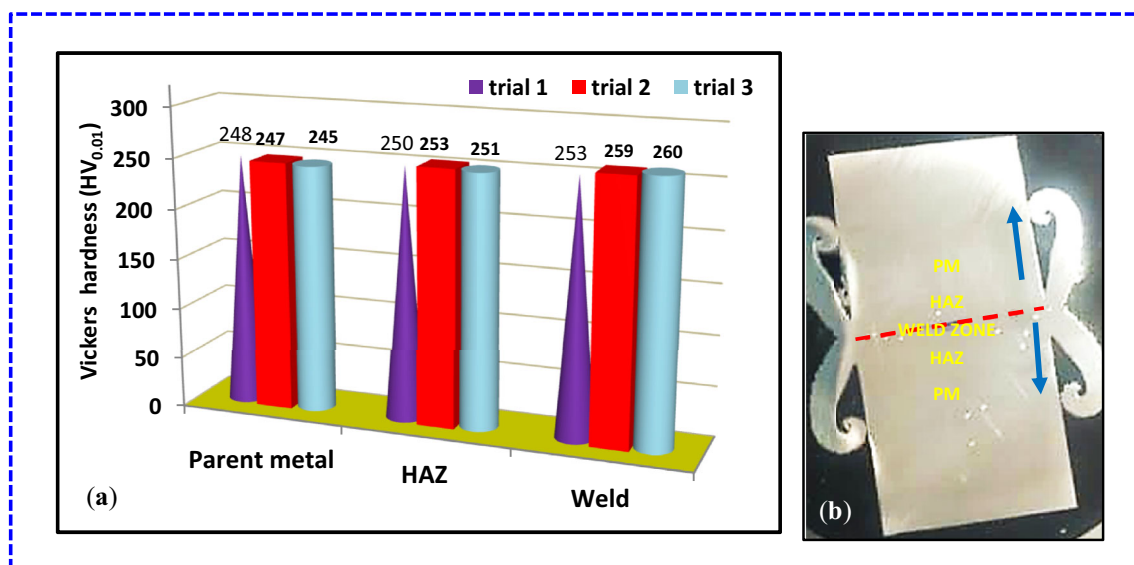 trial 1 trial 2 trial 3
Vickers hardness (HV0.01)
300
250
200
150
100
50
0
248 247 245
250 253 251
253 259 260
Parent metal
HAZ
Weld
(a)
PM
HAZ
WELD ZONE
HAZ
PM
(b)